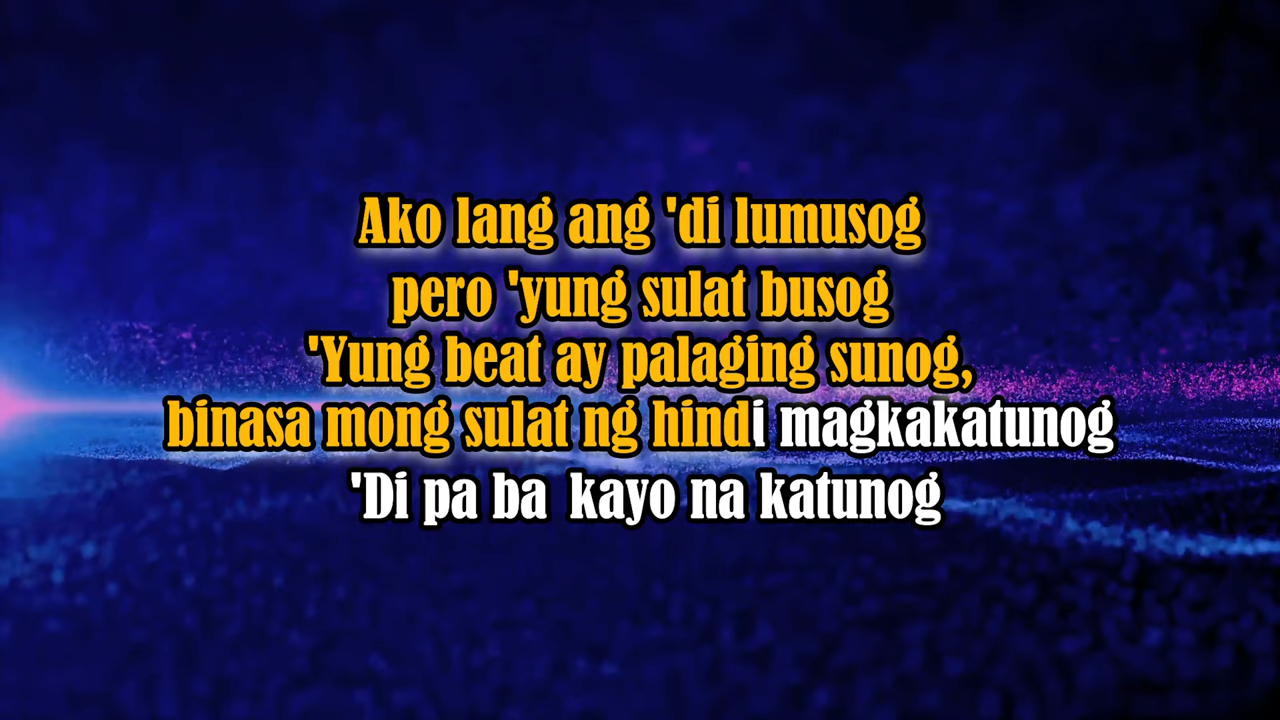 Ako lang ang 'di lumusog
pero 'yung sulat busog
'Yung beat ay palaging sunog,
binasa mong sulat ng hindi magkakatunog
'Di pa ba kayo na katunog